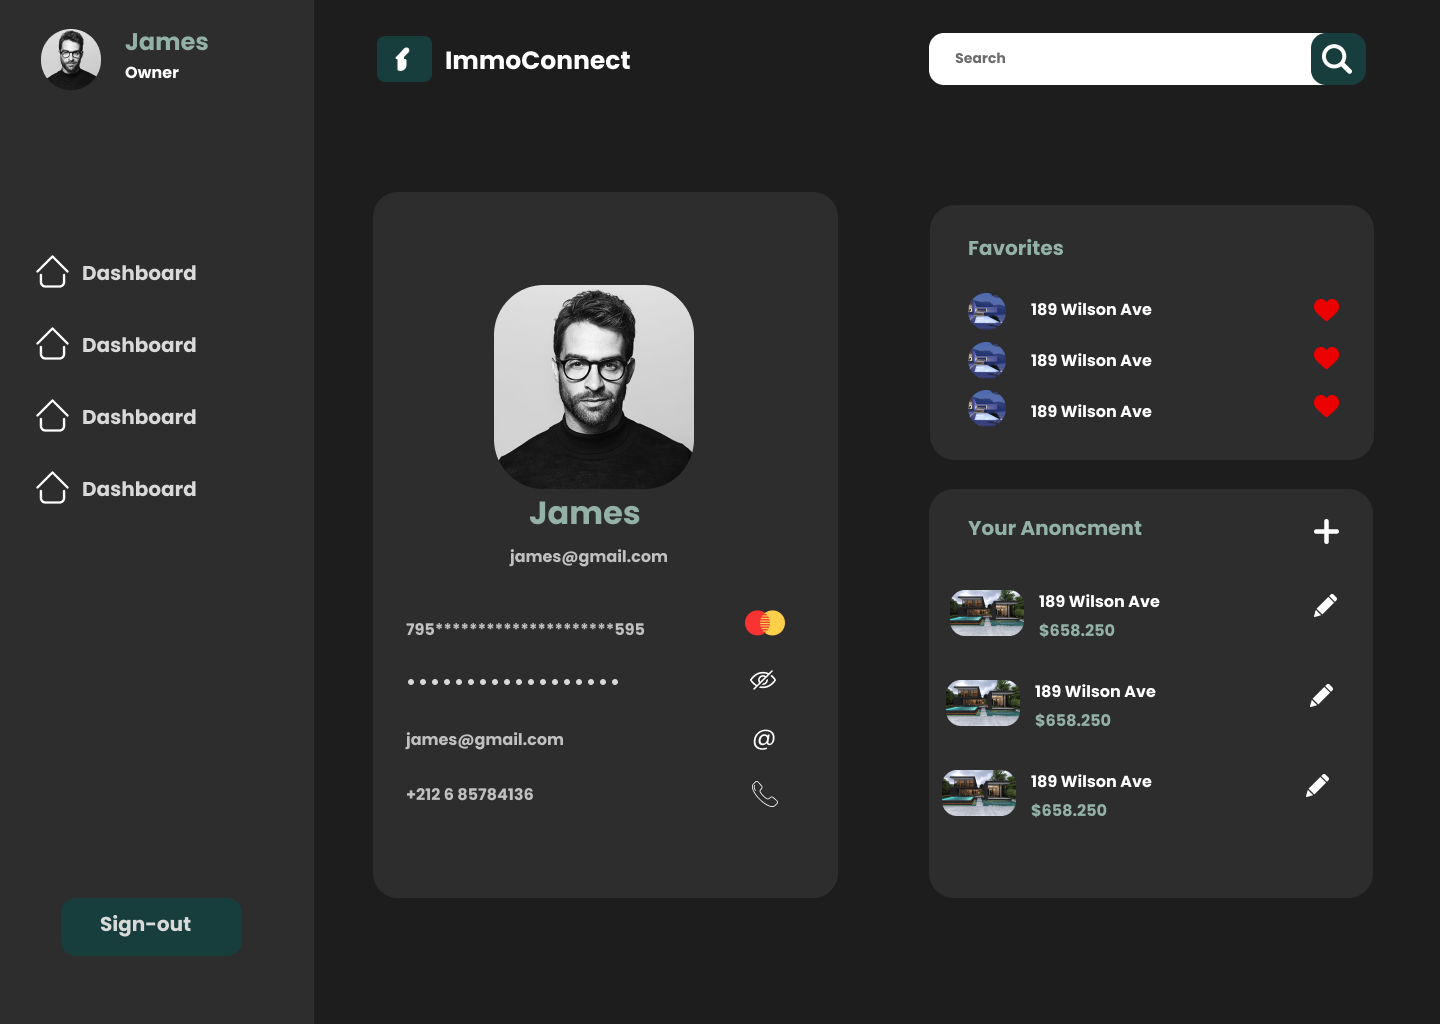 James
Owner
ImmoConnect
Search
Dashboard
Dashboard
Dashboard
Dashboard
Sign-out
James
james@gmail.com
795*********************595
••••••••••••••••••
james@gmail.com
@
+212 6 85784136
Favorites
189 Wilson Ave
189 Wilson Ave
189 Wilson Ave
Your Anoncment
189 Wilson Ave
$658.250
189 Wilson Ave
$658.250
189 Wilson Ave
$658.250